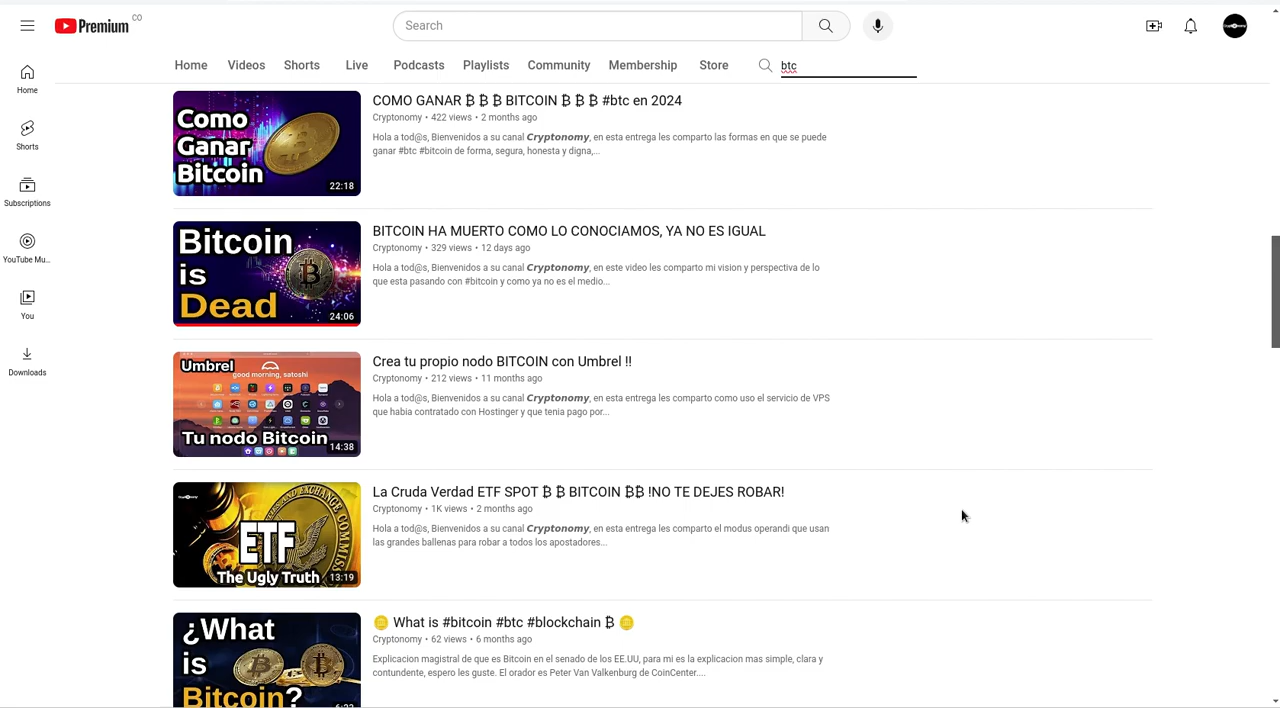 Premium CO
Search
Home Videos Shorts Live Podcasts Playlists Community Membership Store btc
Home
Shorts
Subscriptions
YouTube Mu...
You
Downloads
Como
Ganar
Bitcoin
22:18
COMO GANAR ₿ ₿ ₿ BITCOIN ₿ ₿ ₿ #btc en 2024
Cryptonomy • 422 views • 2 months ago
Hola a tod@s, Bienvenidos a su canal 𝘾𝙧𝙮𝙥𝙩𝙤𝙣𝙤𝙢𝙮, en esta entrega les comparto las formas en que se puede
ganar #btc #bitcoin de forma, segura, honesta y digna,...
Bitcoin
is
Dead
24:06
BITCOIN HA MUERTO COMO LO CONOCIAMOS, YA NO ES IGUAL
Cryptonomy • 329 views • 12 days ago
Hola a tod@s, Bienvenidos a su canal 𝘾𝙧𝙮𝙥𝙩𝙤𝙣𝙤𝙢𝙮, en este video les comparto mi vision y perspectiva de lo
que esta pasando con #bitcoin y como ya no es el medio...
Umbrel
good morning, satoshi
Tu nodo Bitcoin
14:38
Crea tu propio nodo BITCOIN con Umbrel !!
Cryptonomy • 212 views • 11 months ago
Hola a tod@s, Bienvenidos a su canal 𝘾𝙧𝙮𝙥𝙩𝙤𝙣𝙤𝙢𝙮, en esta entrega les comparto como uso el servicio de VPS
que habia contratado con Hostinger y que tenia pago por...
ETF
The Ugly Truth
13:19
La Cruda Verdad ETF SPOT ₿ ₿ BITCOIN ₿₿ !NO TE DEJES ROBAR!
Cryptonomy • 1K views • 2 months ago
Hola a tod@s, Bienvenidos a su canal 𝘾𝙧𝙮𝙥𝙩𝙤𝙣𝙤𝙢𝙮, en esta entrega les comparto el modus operandi que usan
las grandes ballenas para robar a todos los apostadores...
¿What
is
Bitcoin?
🪙 What is #bitcoin #btc #blockchain ₿ 🪙
Cryptonomy • 62 views • 6 months ago
Explicacion magistral de que es Bitcoin en el senado de los EE.UU, para mi es la explicacion mas simple, clara y
contundente, espero les guste. El orador es Peter Van Valkenburg de CoinCenter....